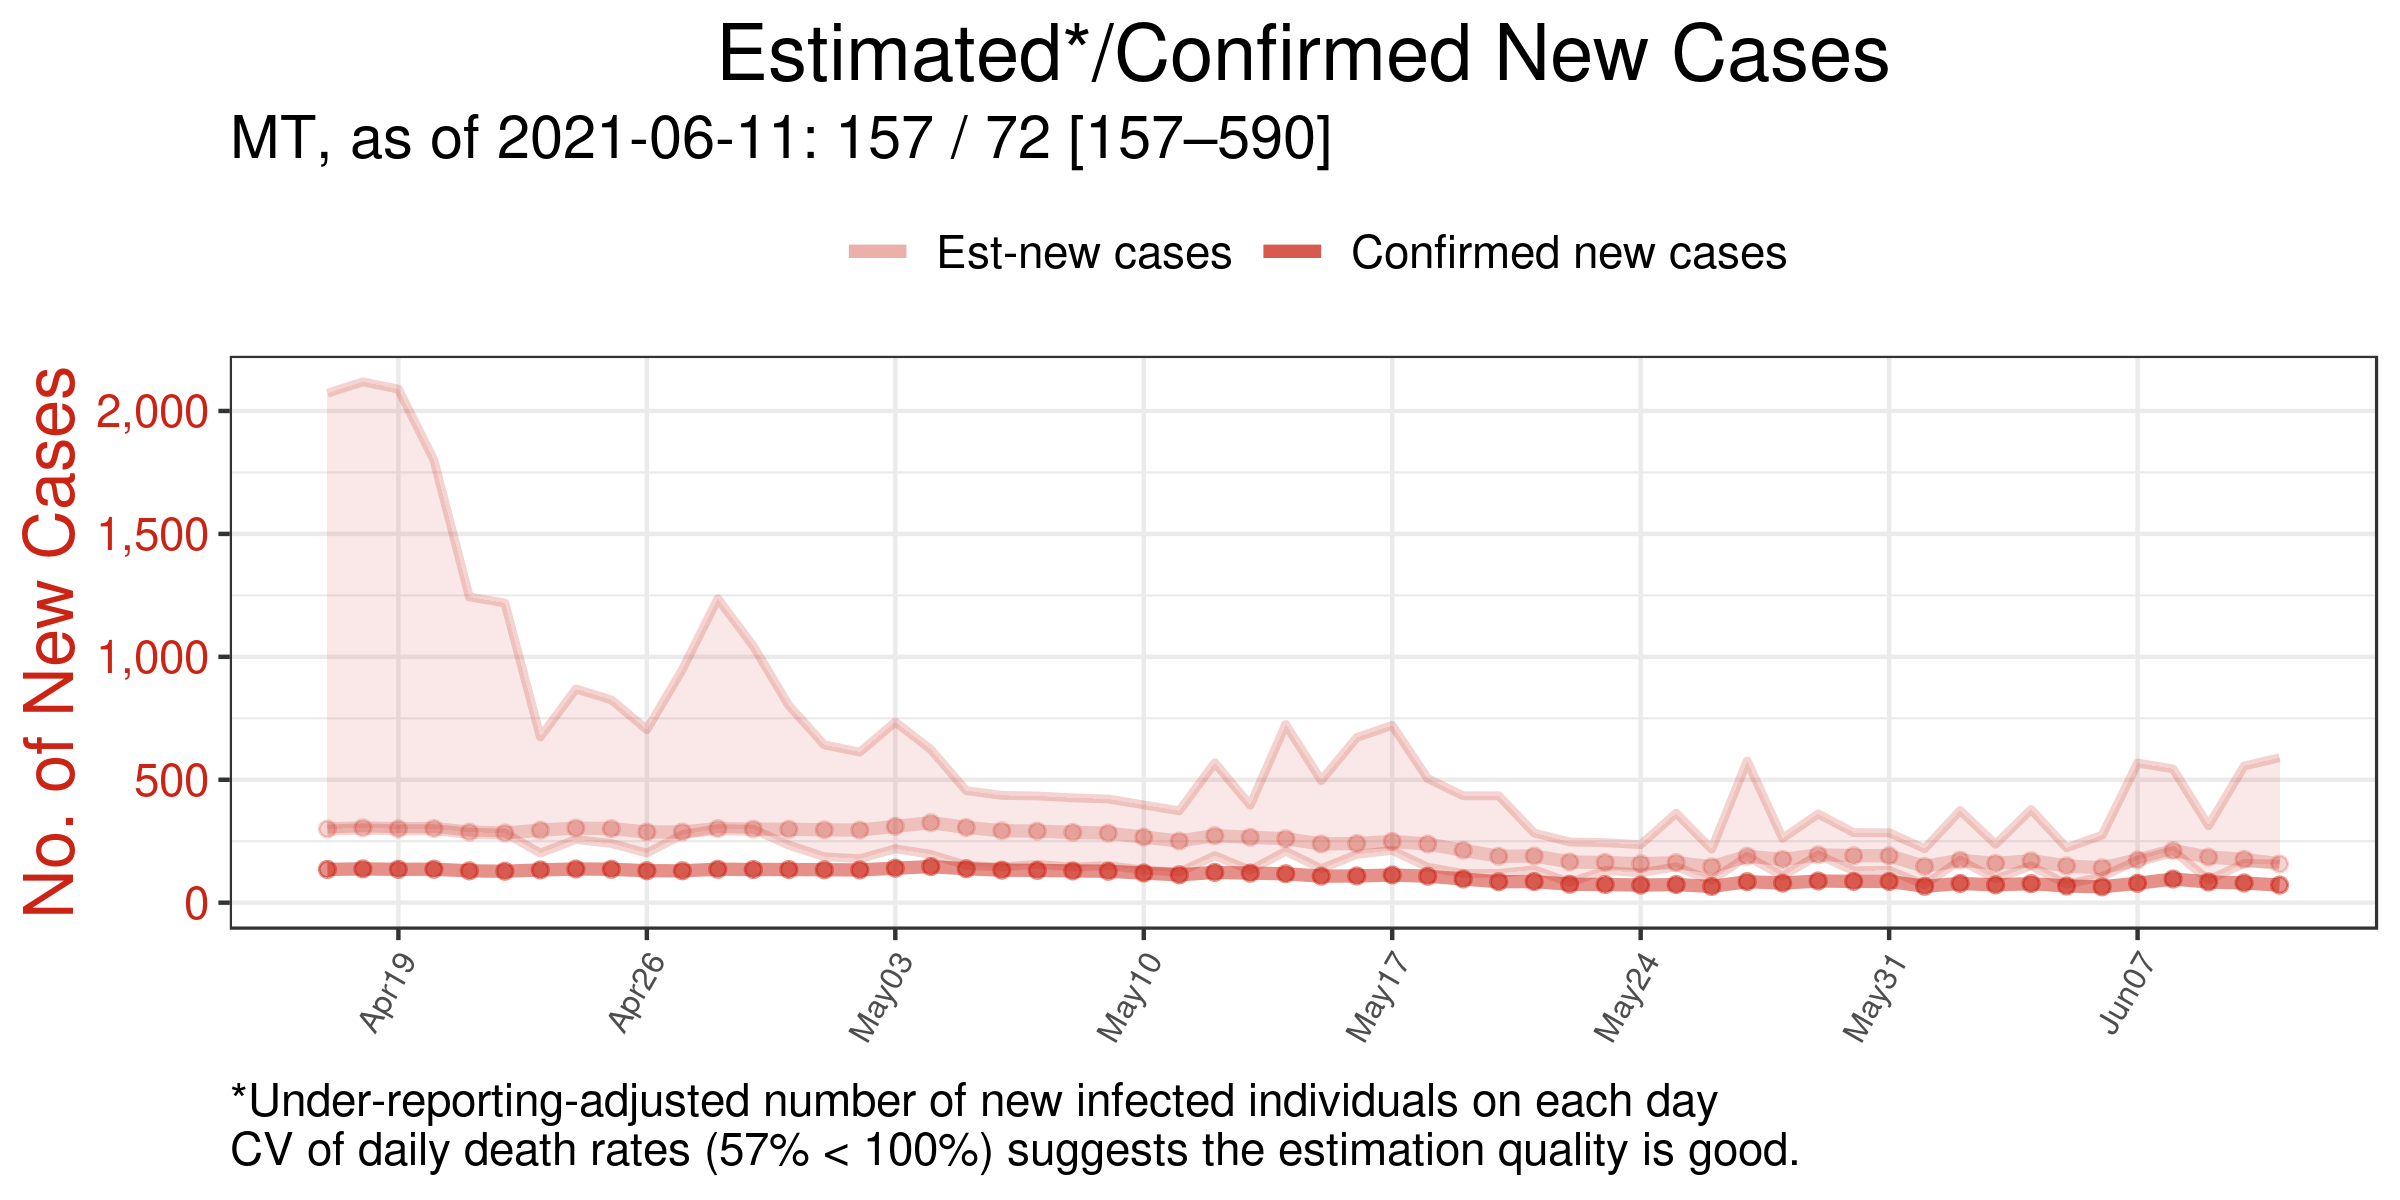 Estimated*/Confirmed New Cases
MT, as of 2021-06-11: 157 / 72 [157–590]
Est-new cases
Confirmed new cases
No. of New Cases
2,000
1,500
1,000
500
0
Apr19
Apr26
May03
May10
May17
May24
May31
Jun07
*Under-reporting-adjusted number of new infected individuals on each day
CV of daily death rates (57% < 100%) suggests the estimation quality is good.